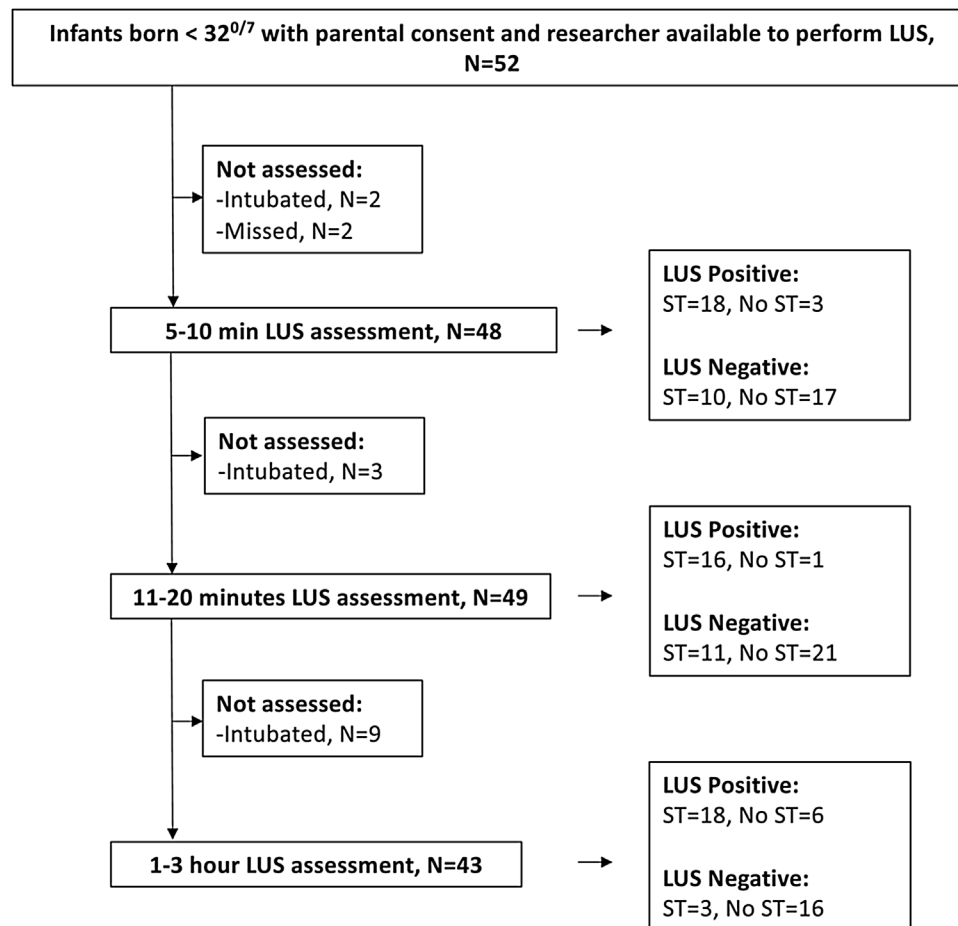 Infants born < 32⁰ᐟ⁷ with parental consent and researcher available to perform LUS,
N=52
Not assessed:
-Intubated, N=2
-Missed, N=2
5-10 min LUS assessment, N=48
LUS Positive:
ST=18, No ST=3
LUS Negative:
ST=10, No ST=17
Not assessed:
-Intubated, N=3
11-20 minutes LUS assessment, N=49
LUS Positive:
ST=16, No ST=1
LUS Negative:
ST=11, No ST=21
Not assessed:
-Intubated, N=9
1-3 hour LUS assessment, N=43
LUS Positive:
ST=18, No ST=6
LUS Negative:
ST=3, No ST=16